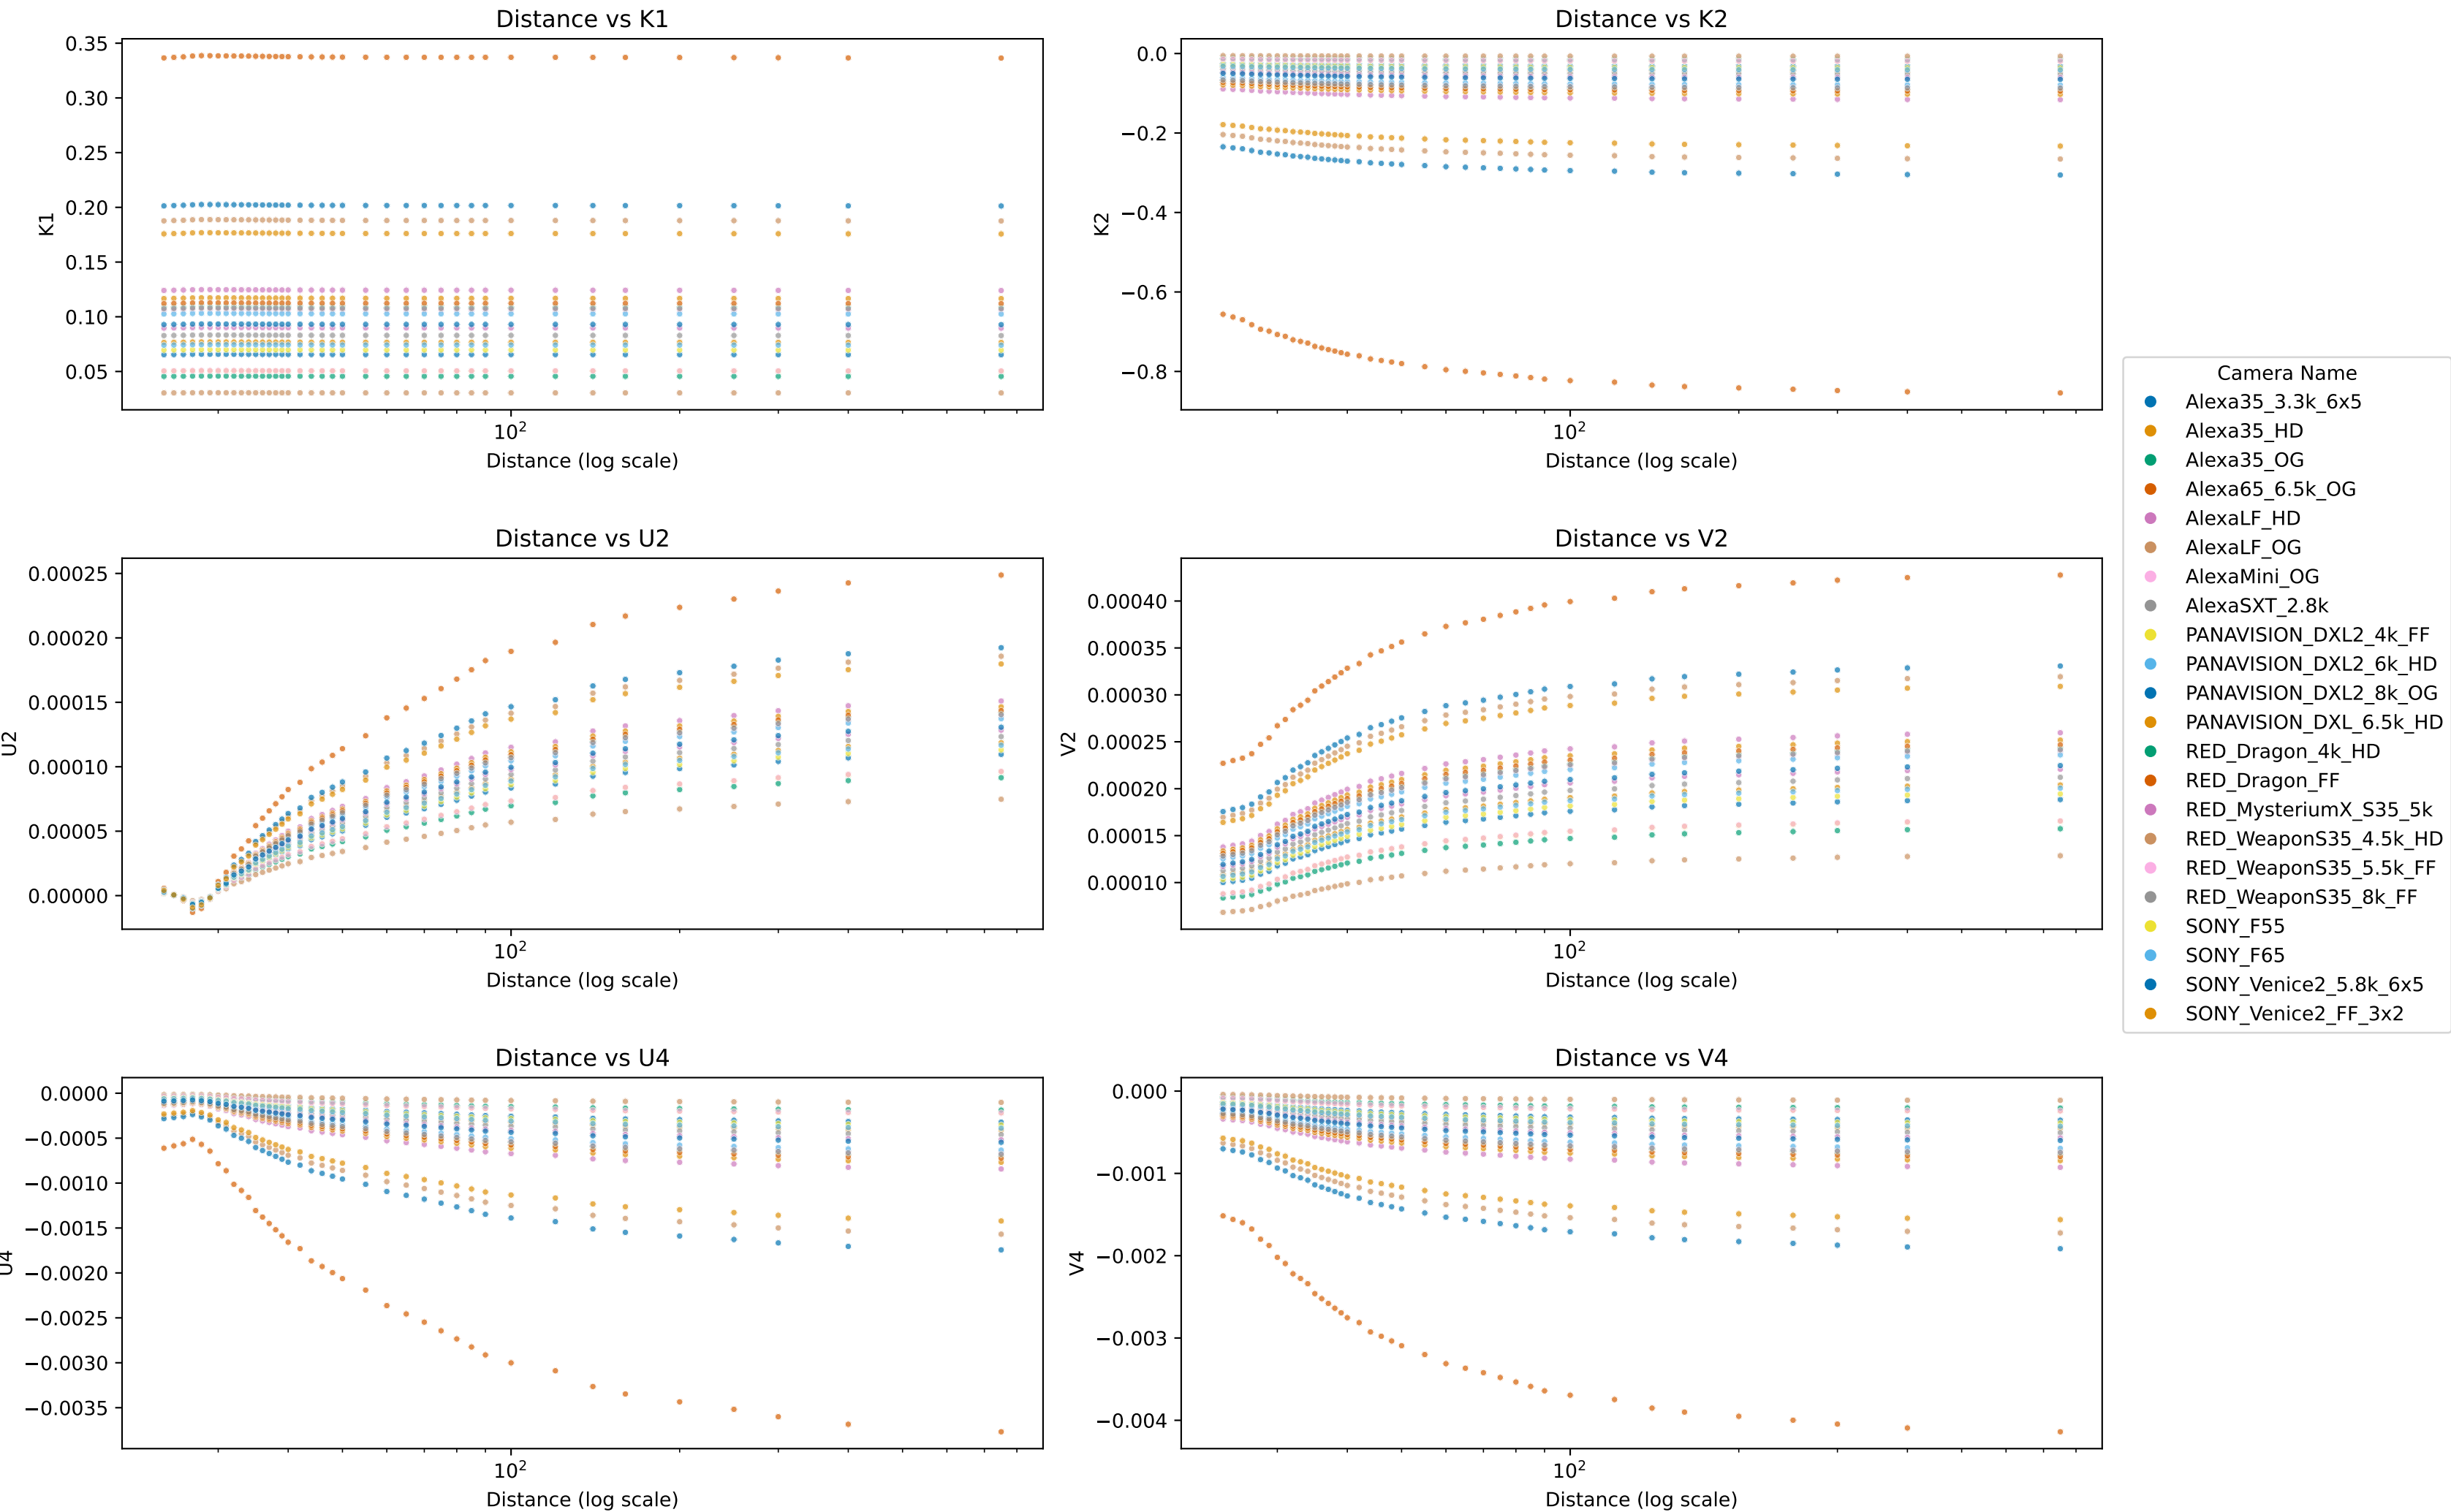 Distance vs K1
0.35
0.30
0.25
0.20
0.15
0.10
0.05
K1
10²
Distance (log scale)
Distance vs K2
0.0
−0.2
−0.4
−0.6
−0.8
K2
10²
Distance (log scale)
Distance vs U2
0.00025
0.00020
0.00015
0.00010
0.00005
0.00000
U2
10²
Distance (log scale)
Distance vs V2
0.00040
0.00035
0.00030
0.00025
0.00020
0.00015
0.00010
V2
10²
Distance (log scale)
Distance vs U4
0.0000
−0.0005
−0.0010
−0.0015
−0.0020
−0.0025
−0.0030
−0.0035
U4
10²
Distance (log scale)
Distance vs V4
0.000
−0.001
−0.002
−0.003
−0.004
V4
10²
Distance (log scale)
Camera Name
Alexa35_3.3k_6x5
Alexa35_HD
Alexa35_OG
Alexa65_6.5k_OG
AlexaLF_HD
AlexaLF_OG
AlexaMini_OG
AlexaSXT_2.8k
PANAVISION_DXL2_4k_FF
PANAVISION_DXL2_6k_HD
PANAVISION_DXL2_8k_OG
PANAVISION_DXL_6.5k_HD
RED_Dragon_4k_HD
RED_Dragon_FF
RED_MysteriumX_S35_5k
RED_WeaponS35_4.5k_HD
RED_WeaponS35_5.5k_FF
RED_WeaponS35_8k_FF
SONY_F55
SONY_F65
SONY_Venice2_5.8k_6x5
SONY_Venice2_FF_3x2